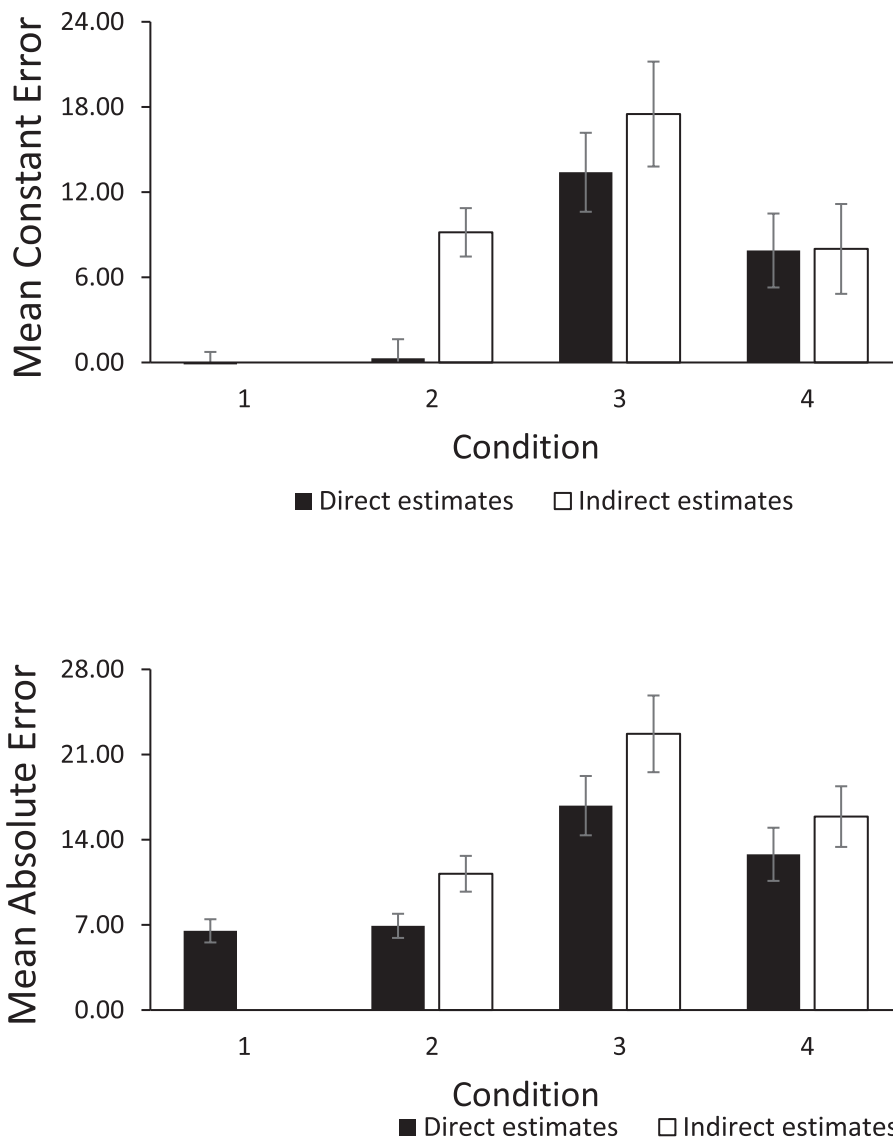 Mean Constant Error
24.00
18.00
12.00
6.00
0.00
1 2 3 4
Condition
Direct estimates Indirect estimates
Mean Absolute Error
28.00
21.00
14.00
7.00
0.00
1 2 3 4
Condition
Direct estimates Indirect estimates